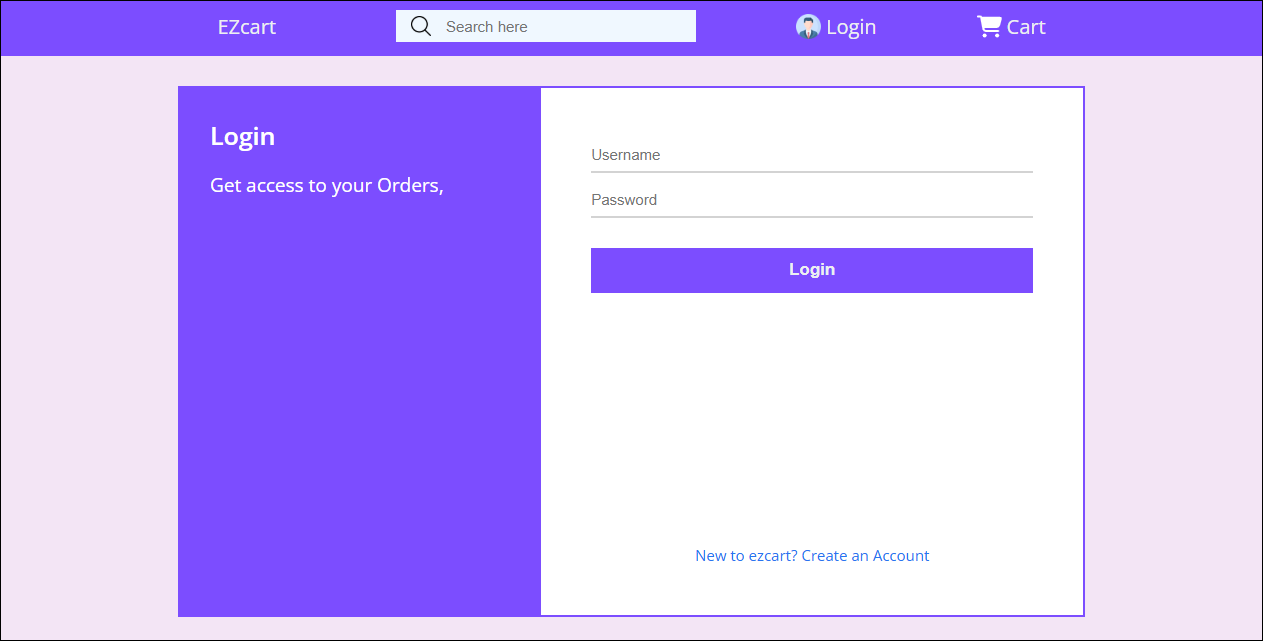 EZcart
Search here
Login
Cart
Login
Get access to your Orders,
Username
Password
Login
New to ezcart? Create an Account